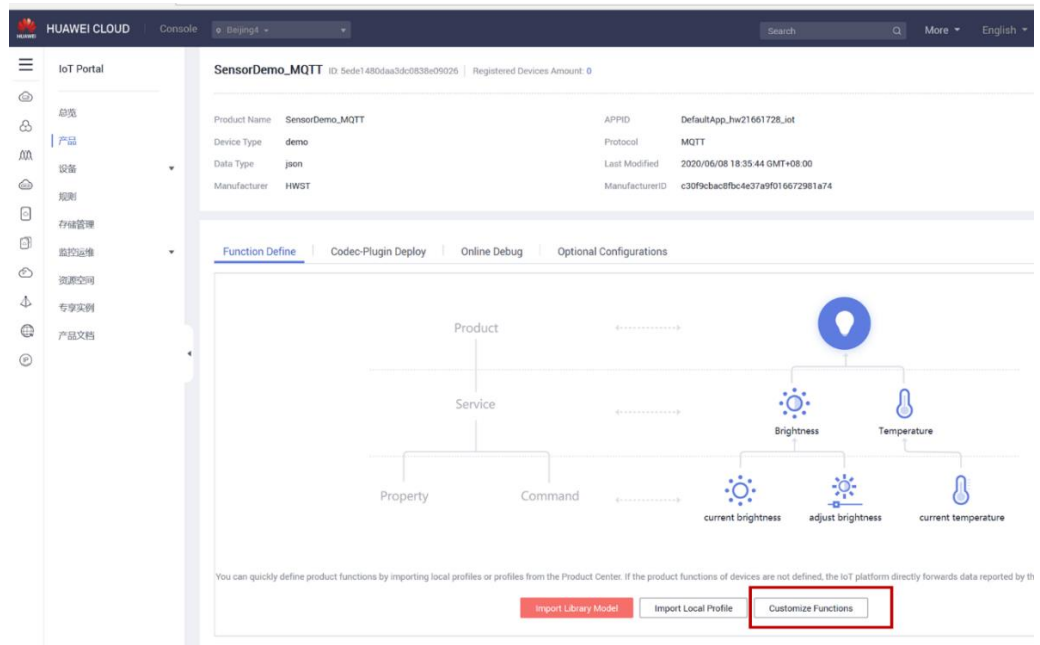 HUAWEI
HUAWEI CLOUD
Console
Beijing4
Search
More
English
IoT Portal
总览
产品
设备
规则
存储管理
监控运维
资源空间
专享实例
产品文档
SensorDemo_MQTT ID: 5ede1480daa3dc0838e09026 | Registered Devices Amount: 0
Product Name SensorDemo_MQTT
APPID DefaultApp_hw21661728_iot
Device Type demo
Protocol MQTT
Data Type json
Last Modified 2020/06/08 18:35:44 GMT+08:00
Manufacturer HWST
ManufacturerID c30f9cbac8fbc4e37a9f016672981a74
Function Define
Codec-Plugin Deploy
Online Debug
Optional Configurations
Product
Service
Brightness
Temperature
Property
Command
current brightness
adjust brightness
current temperature
You can quickly define product functions by importing local profiles or profiles from the Product Center. If the product functions of devices are not defined, the IoT platform directly forwards data reported by th
Import Library Model
Import Local Profile
Customize Functions